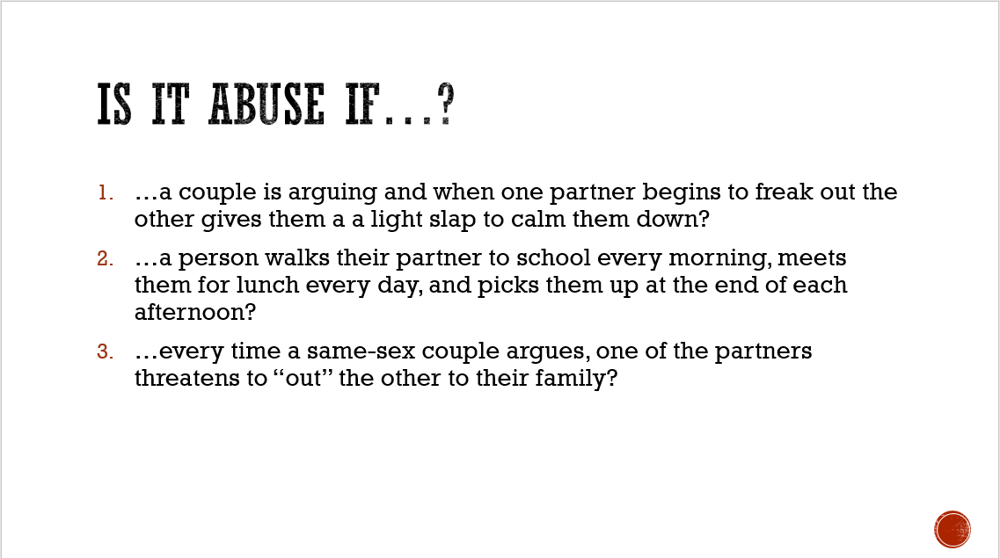 IS IT ABUSE IF...?
1. ...a couple is arguing and when one partner begins to freak out the
other gives them a a light slap to calm them down?
2. ...a person walks their partner to school every morning, meets
them for lunch every day, and picks them up at the end of each
afternoon?
3. ...every time a same-sex couple argues, one of the partners
threatens to “out” the other to their family?